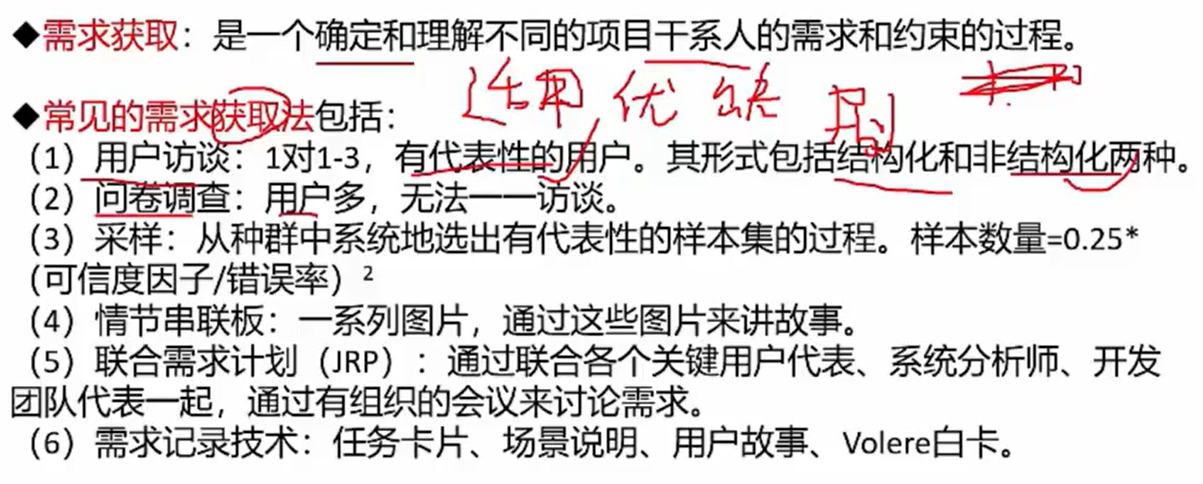 ◆需求获取：是一个确定和理解不同的项目干系人的需求和约束的过程。
适用 优 缺
◆常见的需求获取法包括：
（1）用户访谈：1对1-3，有代表性的用户。其形式包括结构化和非结构化两种。
（2）问卷调查：用户多，无法一一访谈。
（3）采样：从种群中系统地选出有代表性的样本集的过程。样本数量=0.25*
（可信度因子/错误率）²
（4）情节串联板：一系列图片，通过这些图片来讲故事。
（5）联合需求计划（JRP）：通过联合各个关键用户代表、系统分析师、开发
团队代表一起，通过有组织的会议来讨论需求。
（6）需求记录技术：任务卡片、场景说明、用户故事、Volere白卡。